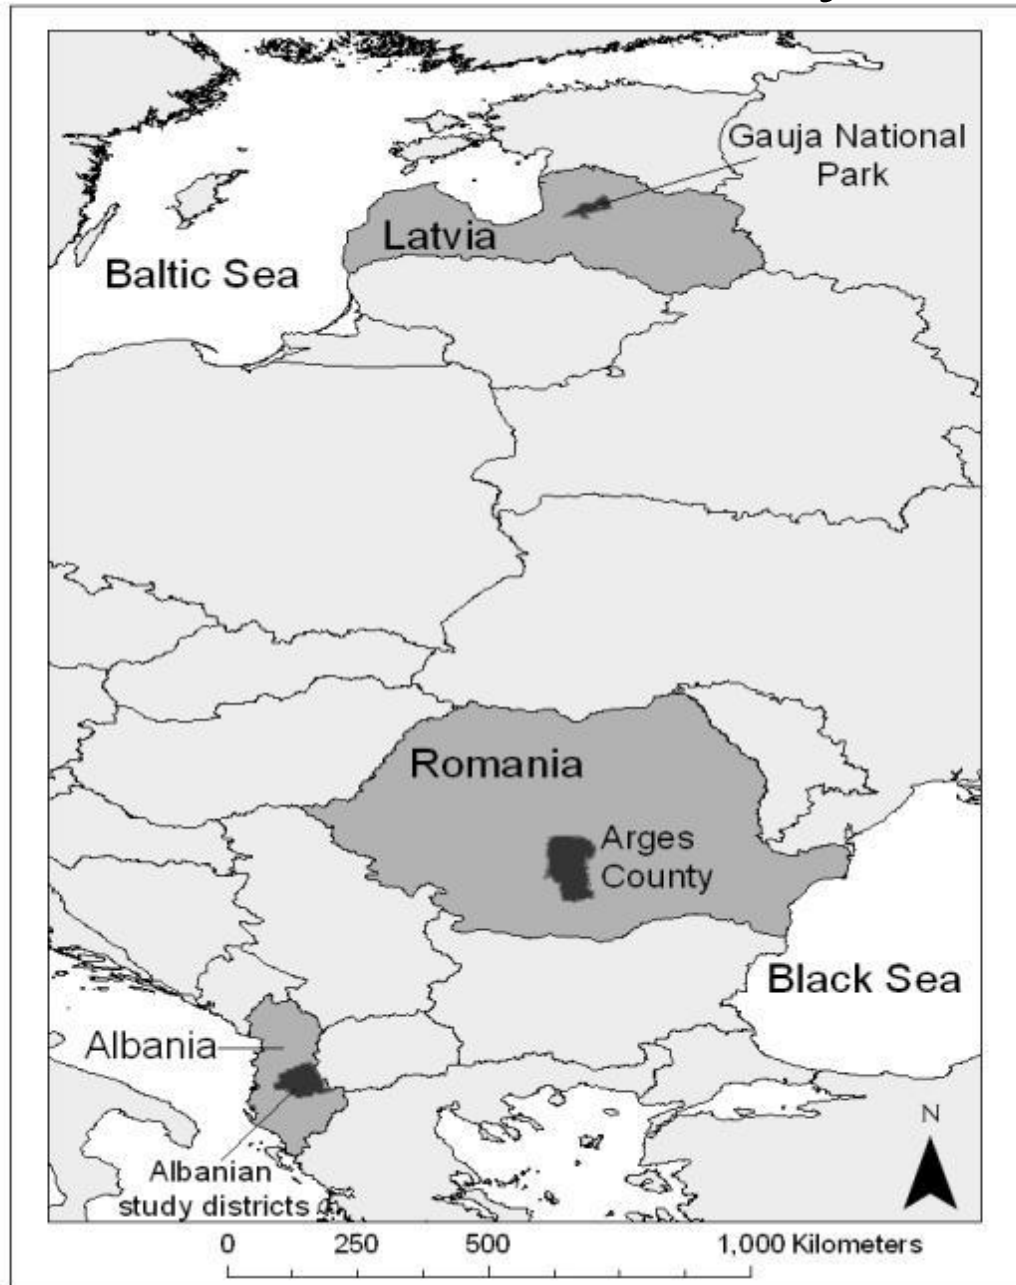 Gauja National
Park
Latvia
Baltic Sea
Romania
Arges
County
Black Sea
Albania
N
Albanian
study districts
0 250 500 1,000 Kilometers